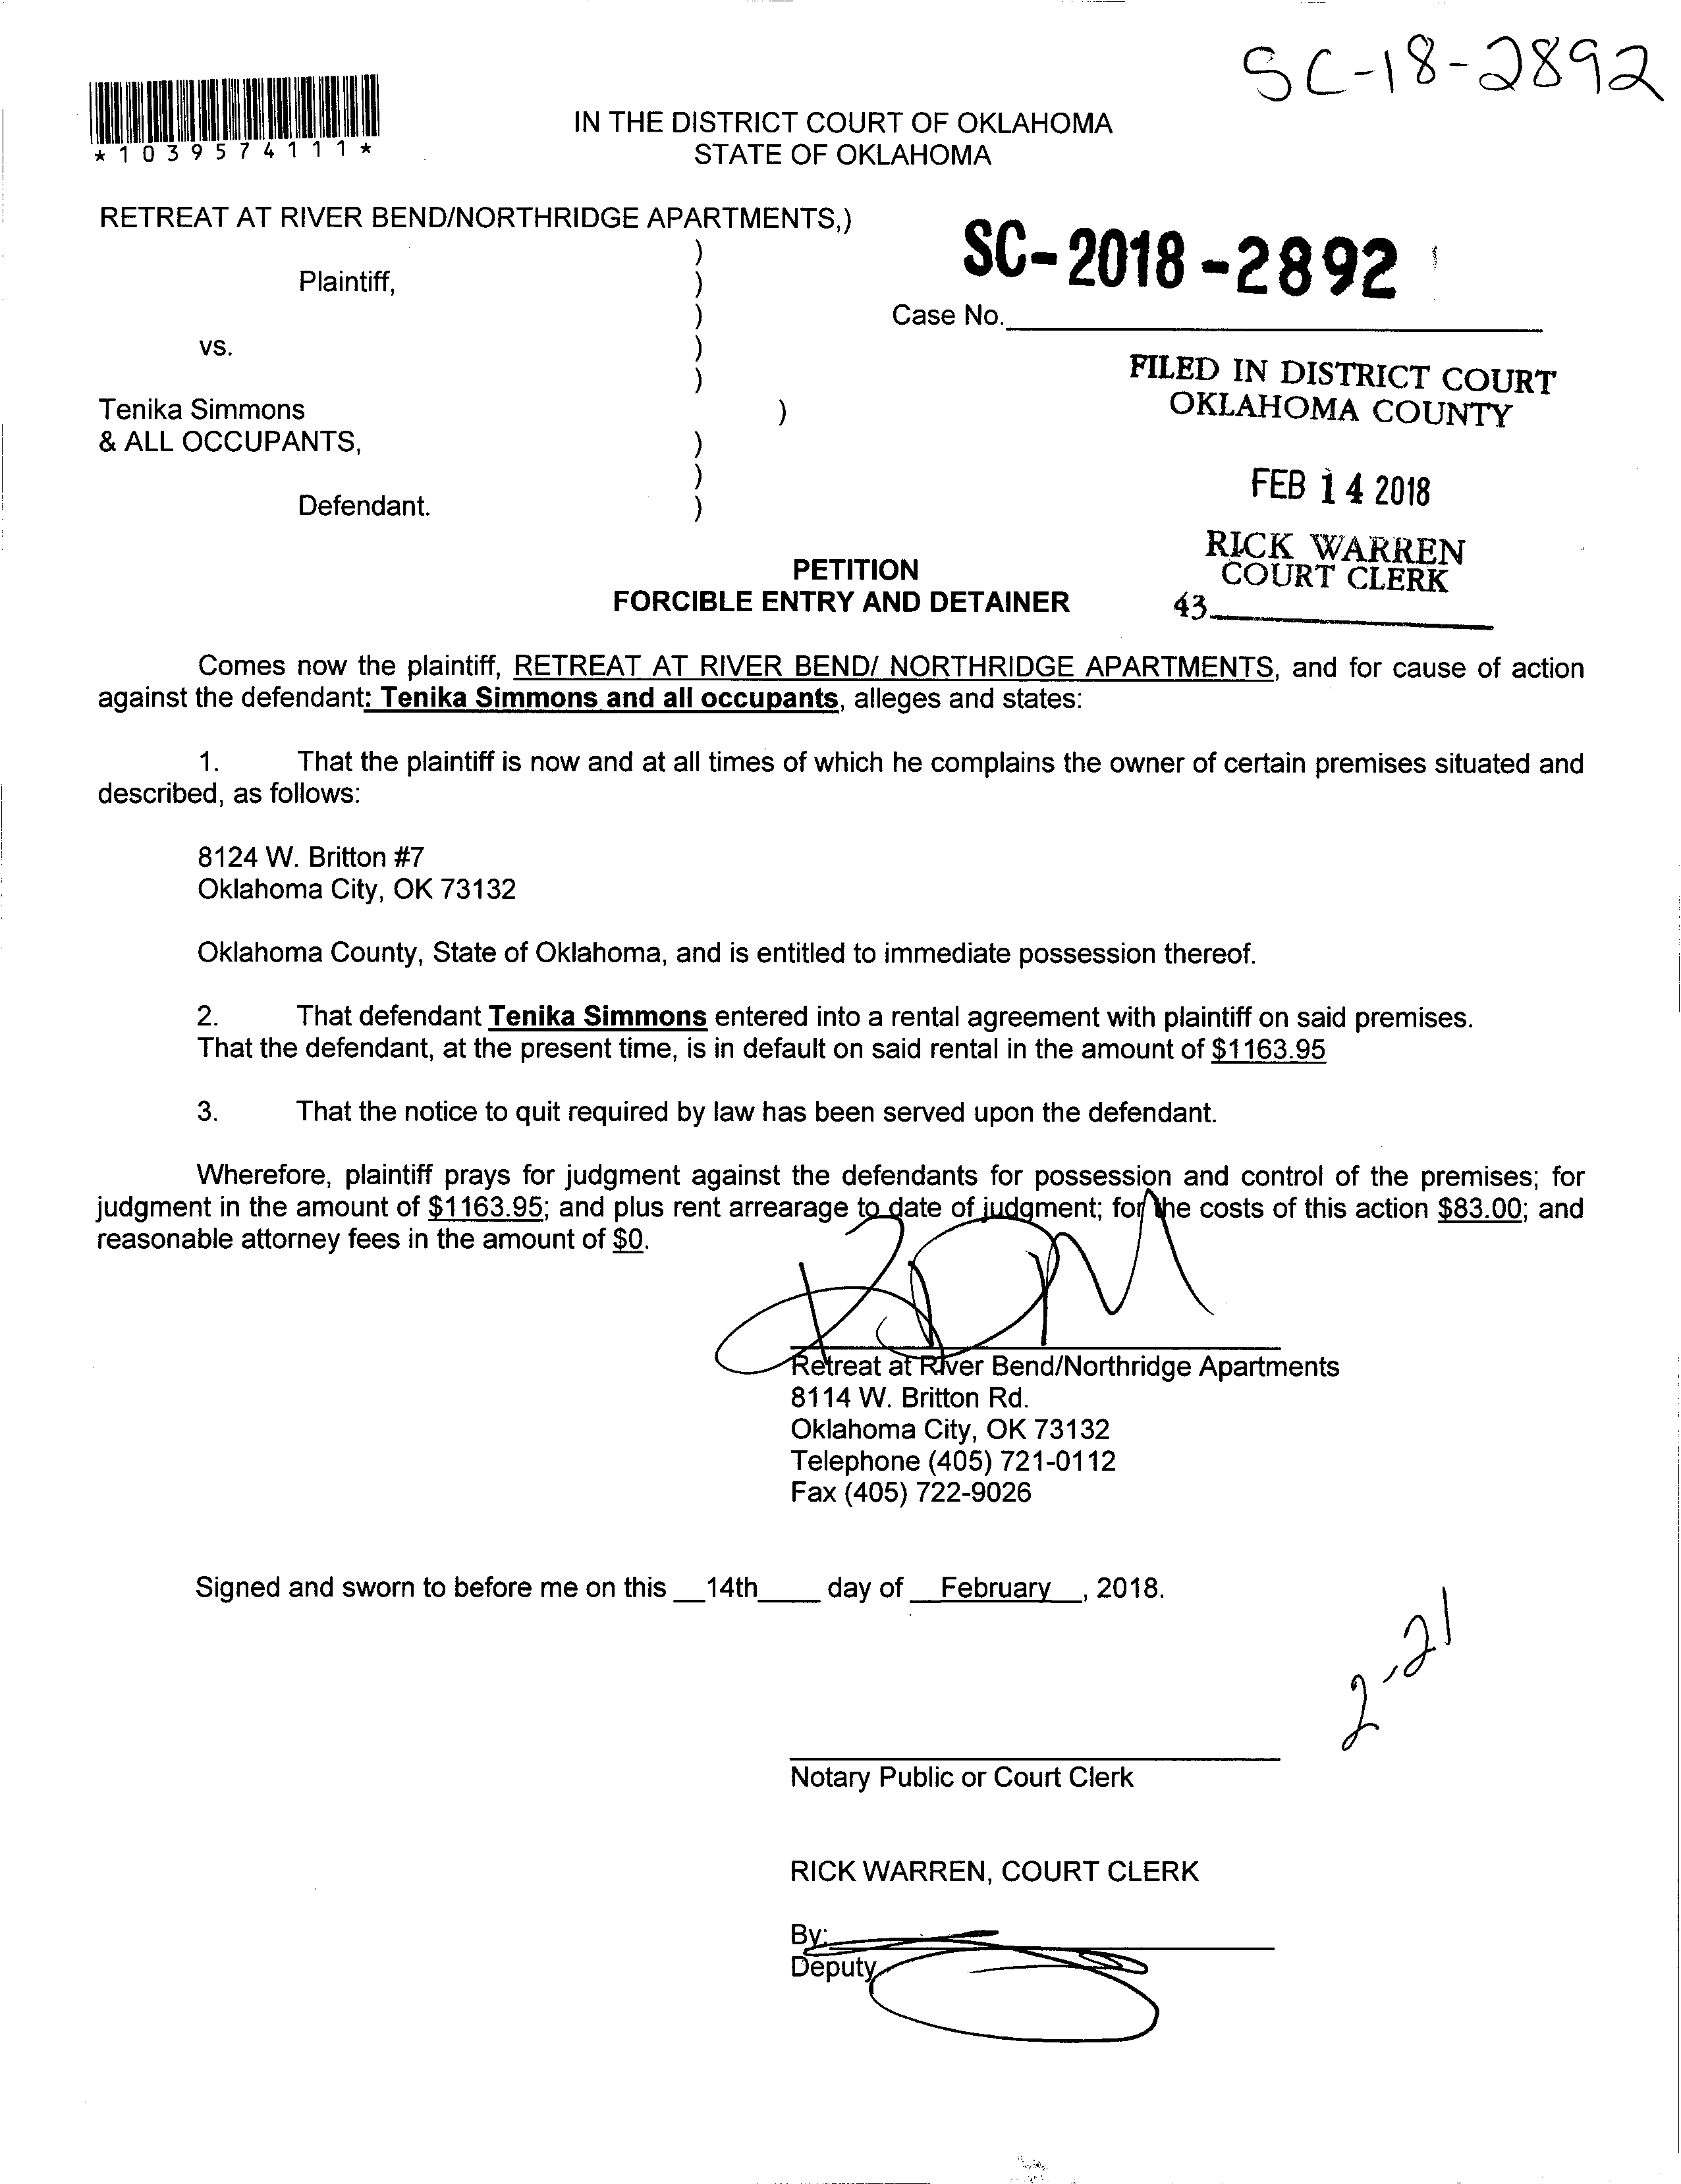 SC-18-2892
*1039574111*
IN THE DISTRICT COURT OF OKLAHOMA
STATE OF OKLAHOMA
RETREAT AT RIVER BEND/NORTHRIDGE APARTMENTS,)
)
Plaintiff, )
SC-2018-2892
) Case No.
vs. )
)
Tenika Simmons )
& ALL OCCUPANTS, )
)
Defendant. )
FILED IN DISTRICT COURT
OKLAHOMA COUNTY
FEB 14 2018
RICK WARREN
COURT CLERK
43
PETITION
FORCIBLE ENTRY AND DETAINER
Comes now the plaintiff, RETREAT AT RIVER BEND/ NORTHRIDGE APARTMENTS, and for cause of action
against the defendant: Tenika Simmons and all occupants, alleges and states:
1. That the plaintiff is now and at all times of which he complains the owner of certain premises situated and
described, as follows:
8124 W. Britton #7
Oklahoma City, OK 73132
Oklahoma County, State of Oklahoma, and is entitled to immediate possession thereof.
2. That defendant Tenika Simmons entered into a rental agreement with plaintiff on said premises.
That the defendant, at the present time, is in default on said rental in the amount of $1163.95
3. That the notice to quit required by law has been served upon the defendant.
Wherefore, plaintiff prays for judgment against the defendants for possession and control of the premises; for
judgment in the amount of $1163.95; and plus rent arrearage to date of judgment; for the costs of this action $83.00; and
reasonable attorney fees in the amount of $0.
Retreat at River Bend/Northridge Apartments
8114 W. Britton Rd.
Oklahoma City, OK 73132
Telephone (405) 721-0112
Fax (405) 722-9026
Signed and sworn to before me on this __14th____ day of __February__, 2018.
2-21
Notary Public or Court Clerk
RICK WARREN, COURT CLERK
By:
Deputy